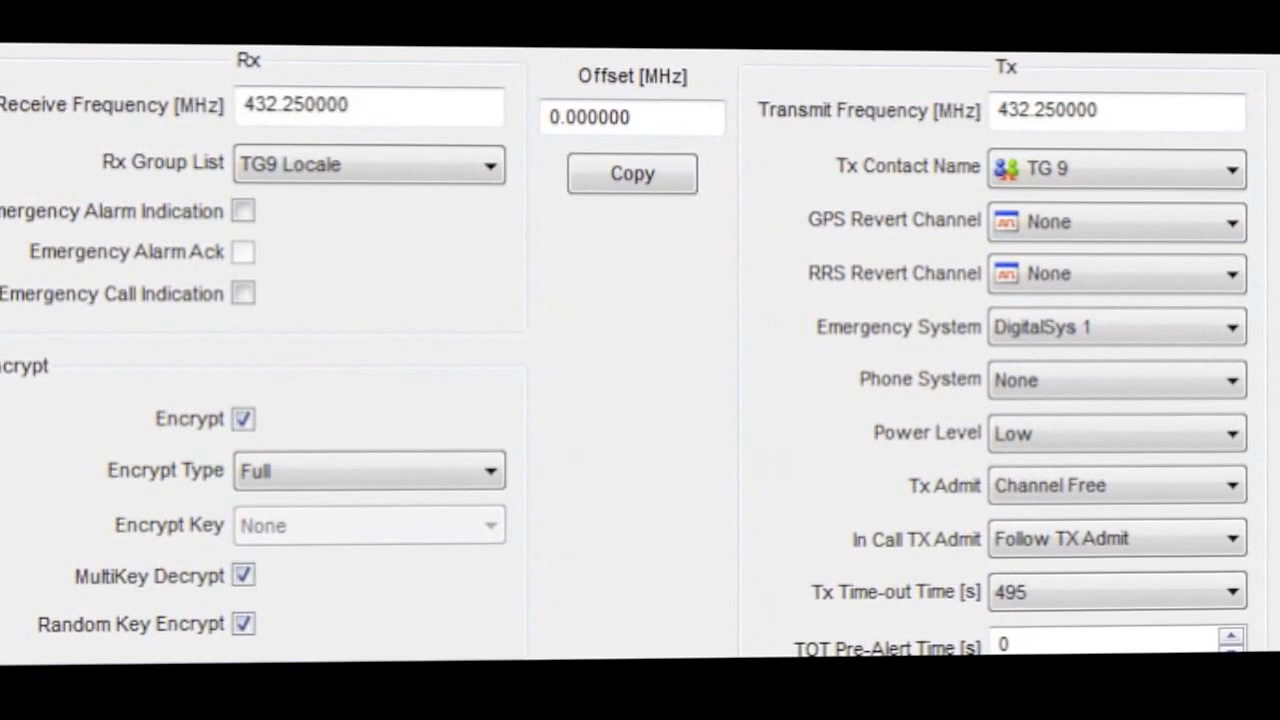 Rx
Receive Frequency [MHz] 432.250000
Rx Group List TG9 Locale
mergency Alarm Indication
Emergency Alarm Ack
Emergency Call Indication
ncrypt
Encrypt
Encrypt Type Full
Encrypt Key None
MultiKey Decrypt
Random Key Encrypt
Offset [MHz]
0.000000
Copy
Tx
Transmit Frequency [MHz] 432.250000
Tx Contact Name TG 9
GPS Revert Channel None
RRS Revert Channel None
Emergency System DigitalSys 1
Phone System None
Power Level Low
Tx Admit Channel Free
In Call TX Admit Follow TX Admit
Tx Time-out Time [s] 495
TOT Pre-Alert Time [s] 0